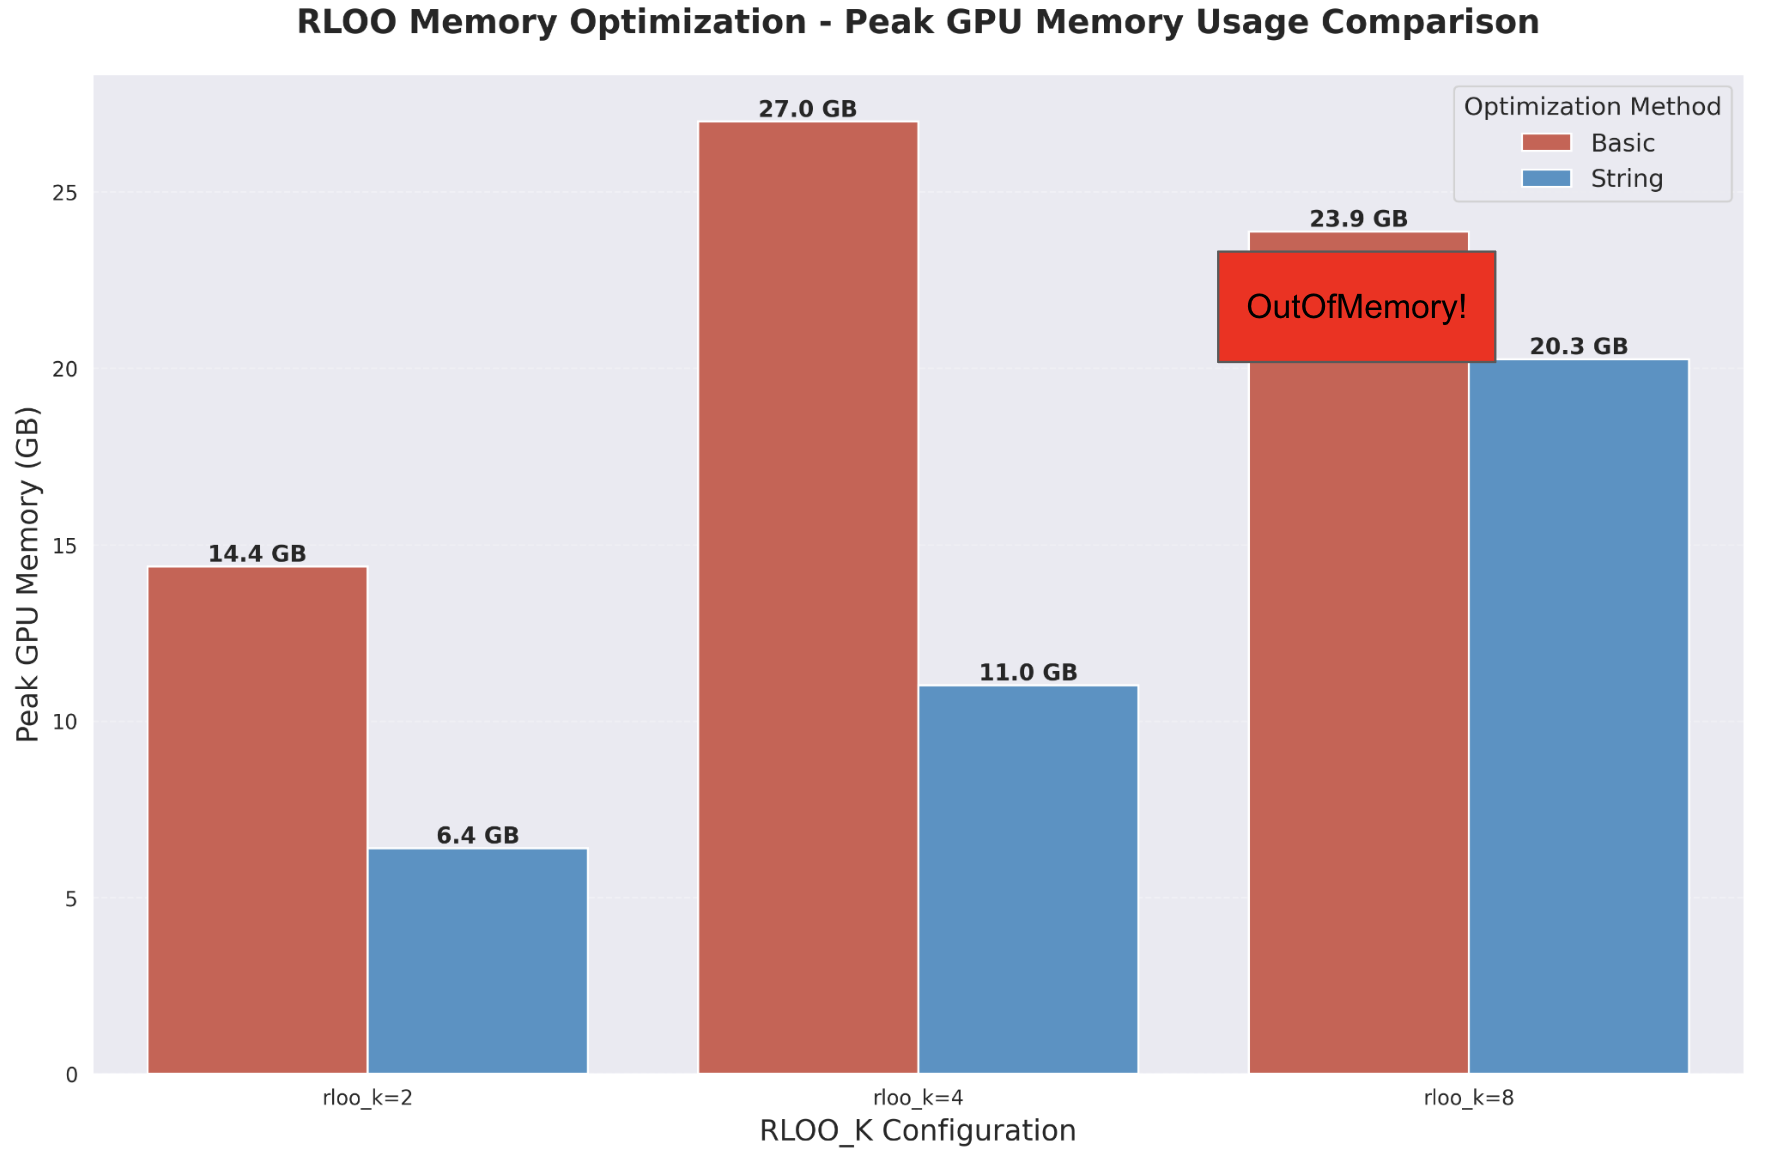 RLOO Memory Optimization - Peak GPU Memory Usage Comparison
Optimization Method
Basic
String
27.0 GB
23.9 GB
OutOfMemory!
20.3 GB
14.4 GB
11.0 GB
6.4 GB
Peak GPU Memory (GB)
25
20
15
10
5
0
rloo_k=2
rloo_k=4
rloo_k=8
RLOO_K Configuration